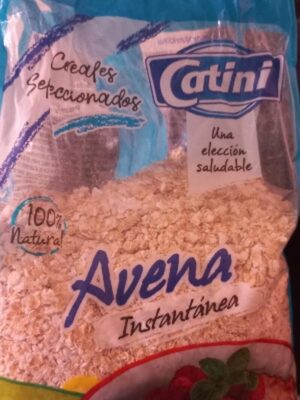 Creales
Seleccionados
Catini
Una
elección
saludable
100%
Natural
Avena
Instantánea